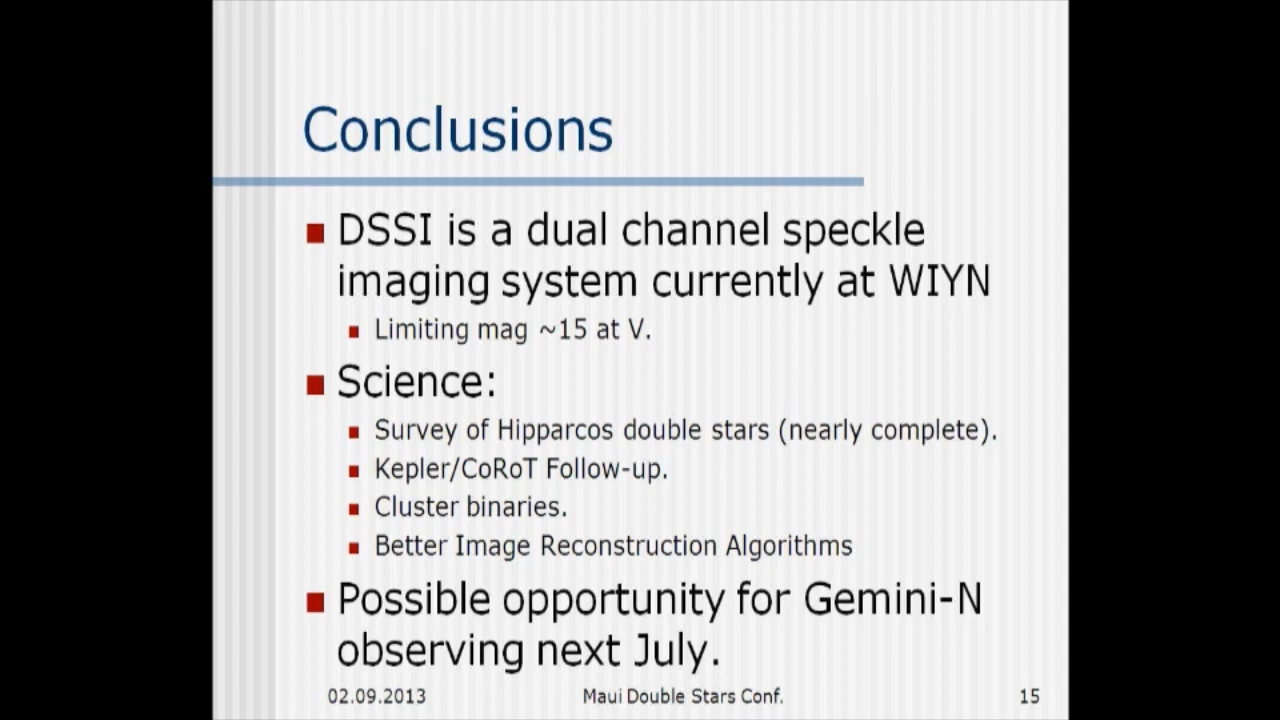 Conclusions
DSSI is a dual channel speckle
imaging system currently at WIYN
Limiting mag ~15 at V.
Science:
Survey of Hipparcos double stars (nearly complete).
Kepler/CoRoT Follow-up.
Cluster binaries.
Better Image Reconstruction Algorithms
Possible opportunity for Gemini-N
observing next July.
02.09.2013 Maui Double Stars Conf. 15